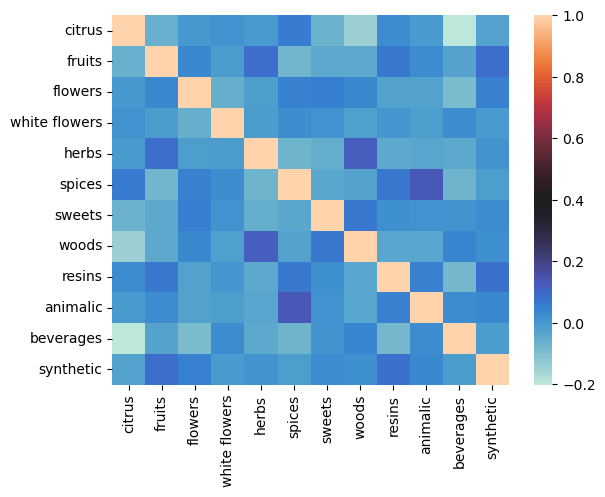 citrus
fruits
flowers
white flowers
herbs
spices
sweets
woods
resins
animalic
beverages
synthetic
citrus
fruits
flowers
white flowers
herbs
spices
sweets
woods
resins
animalic
beverages
synthetic
1.0
0.8
0.6
0.4
0.2
0.0
−0.2